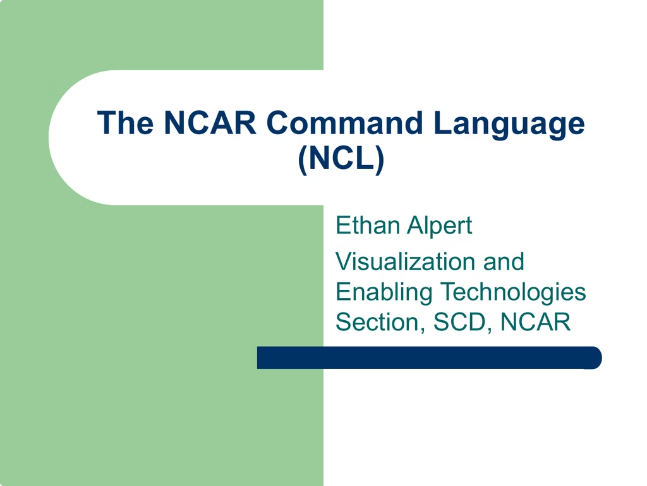 The NCAR Command Language
(NCL)
Ethan Alpert
Visualization and
Enabling Technologies
Section, SCD, NCAR